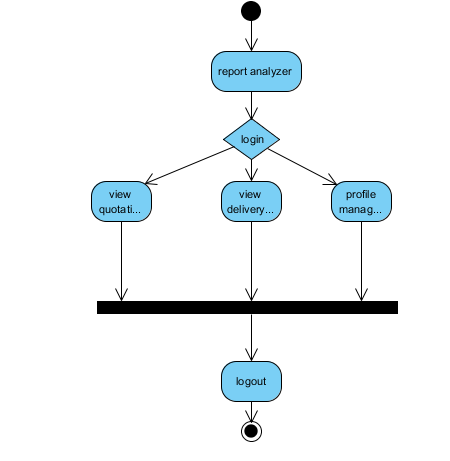 report analyzer
login
view
quotati...
view
delivery...
profile
manag...
logout